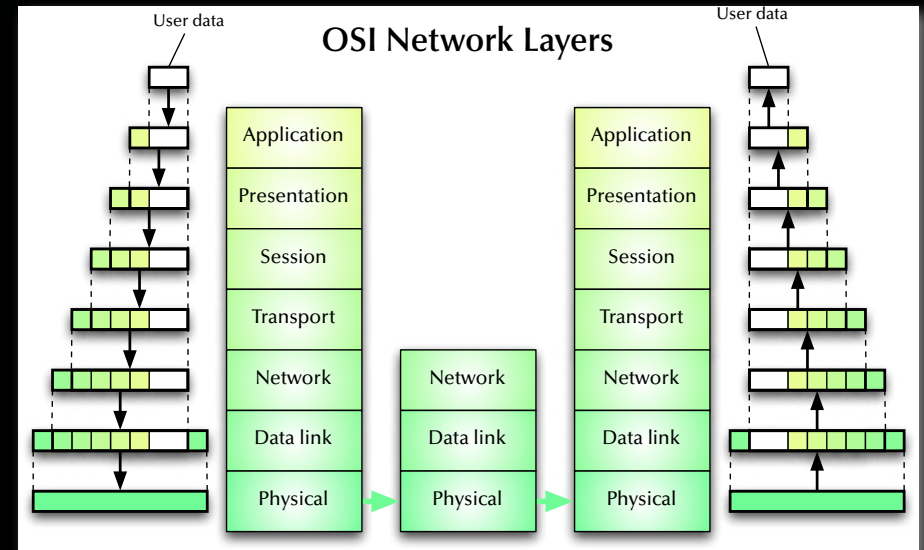 User data
User data
OSI Network Layers
Application
Presentation
Session
Transport
Network
Data link
Physical
Network
Data link
Physical
Application
Presentation
Session
Transport
Network
Data link
Physical